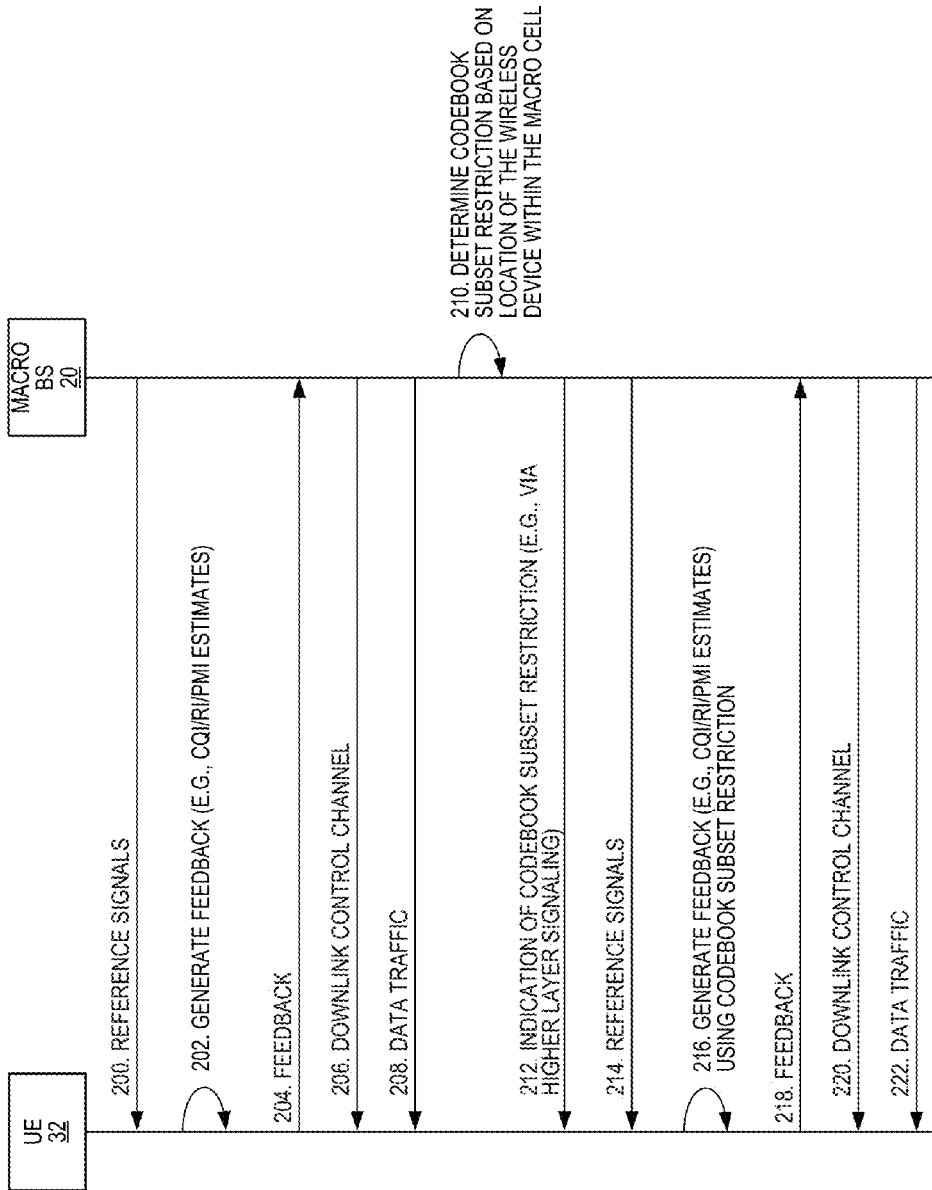 UE
32
MACRO
BS
20
200. REFERENCE SIGNALS
202. GENERATE FEEDBACK (E.G., CQI/RI/PMI ESTIMATES)
204. FEEDBACK
206. DOWNLINK CONTROL CHANNEL
208. DATA TRAFFIC
210. DETERMINE CODEBOOK
SUBSET RESTRICTION BASED ON
LOCATION OF THE WIRELESS
DEVICE WITHIN THE MACRO CELL
212. INDICATION OF CODEBOOK SUBSET RESTRICTION (E.G., VIA
HIGHER LAYER SIGNALING)
214. REFERENCE SIGNALS
216. GENERATE FEEDBACK (E.G., CQI/RI/PMI ESTIMATES)
USING CODEBOOK SUBSET RESTRICTION
218. FEEDBACK
220. DOWNLINK CONTROL CHANNEL
222. DATA TRAFFIC